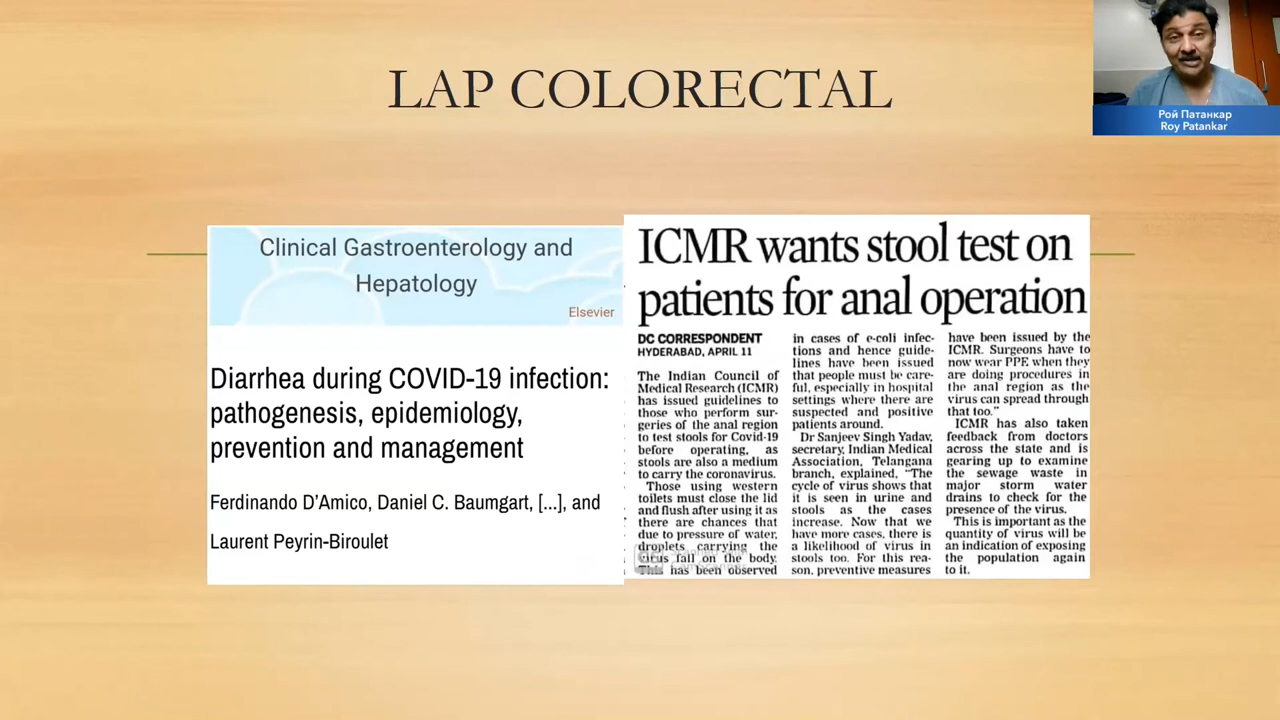 LAP COLORECTAL
Рой Патанкар
Roy Patankar
Clinical Gastroenterology and
Hepatology
Elsevier
Diarrhea during COVID-19 infection:
pathogenesis, epidemiology,
prevention and management
Ferdinando D'Amico, Daniel C. Baumgart, [...], and
Laurent Peyrin-Biroulet
ICMR wants stool test on
patients for anal operation
DC CORRESPONDENT
HYDERABAD, APRIL 11
The Indian Council of
Medical Research (ICMR)
has issued guidelines to
those who perform sur-
geries of the anal region
to test stools for Covid-19
before operating, as
stools are also a medium
to carry the coronavirus.
Those using western
toilets must close the lid
and flush after using it as
there are chances that
due to pressure of water,
droplets carrying the
virus fall on the body.
This has been observed
in cases of e-coli infec-
tions and hence guide-
lines have been issued
that people must be care-
ful, especially in hospital
settings where there are
suspected and positive
patients around.
Dr Sanjeev Singh Yadav,
secretary, Indian Medical
Association, Telangana
branch, explained, "The
cycle of virus shows that
it is seen in urine and
stools as the cases
increase. Now that we
have more cases, there is
a likelihood of virus in
stools too. For this rea-
son, preventive measures
have been issued by the
ICMR. Surgeons have to
now wear PPE when they
are doing procedures in
the anal region as the
virus can spread through
that too."
ICMR has also taken
feedback from doctors
across the state and is
gearing up to examine
the sewage waste in
major storm water
drains to check for the
presence of the virus.
This is important as the
quantity of virus will be
an indication of exposing
the population again
to it.